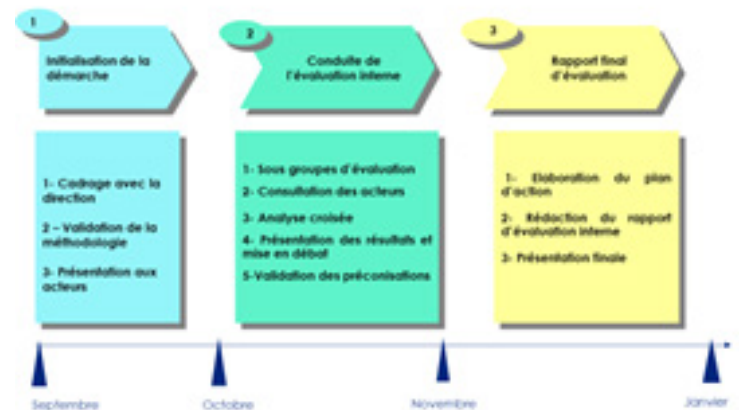 1
Initialisation de la
démarche
2
Conduite de
l'évaluation interne
3
Rapport final
d'évaluation
1- Cadrage avec la
direction
2 – Validation de la
méthodologie
3- Présentation aux
acteurs
1- Sous groupes d'évaluation
2- Consultation des acteurs
3- Analyse croisée
4- Présentation des résultats et
mise en débat
5-Validation des préconisations
1- Elaboration du plan
d'action
2- Rédaction du rapport
d'évaluation interne
3- Présentation finale
Septembre
Octobre
Novembre
Janvier